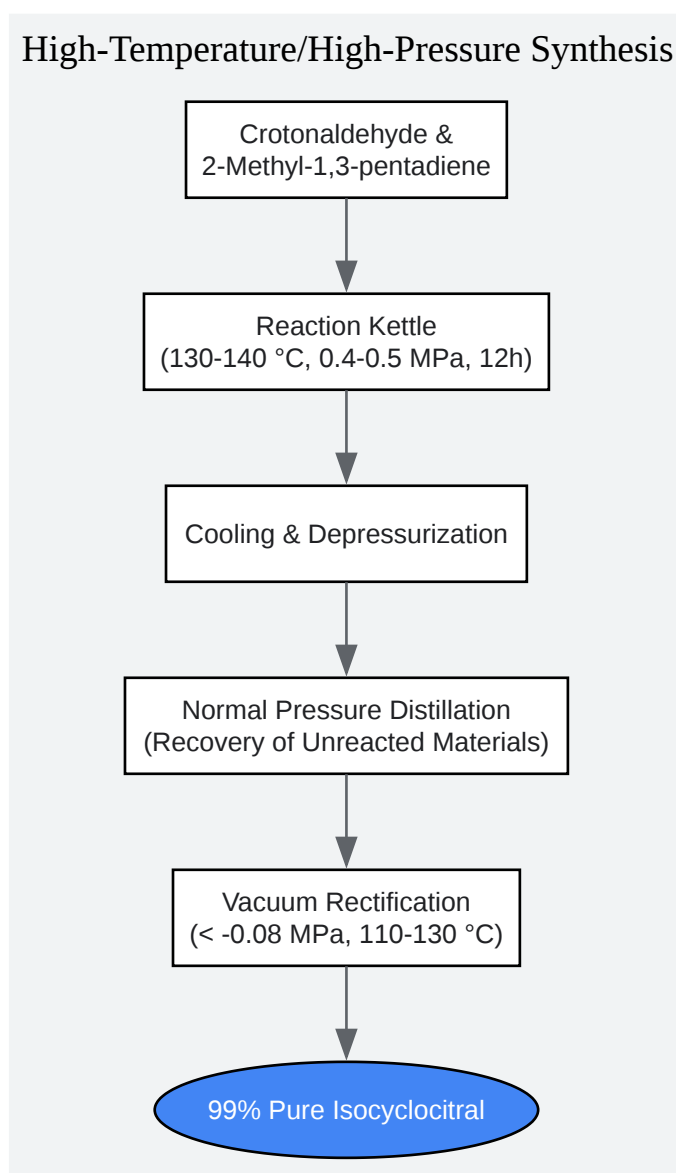 High-Temperature/High-Pressure Synthesis
Crotonaldehyde &
2-Methyl-1,3-pentadiene
Reaction Kettle
(130-140 °C, 0.4-0.5 MPa, 12h)
Cooling & Depressurization
Normal Pressure Distillation
(Recovery of Unreacted Materials)
Vacuum Rectification
(< -0.08 MPa, 110-130 °C)
99% Pure Isocyclocitral